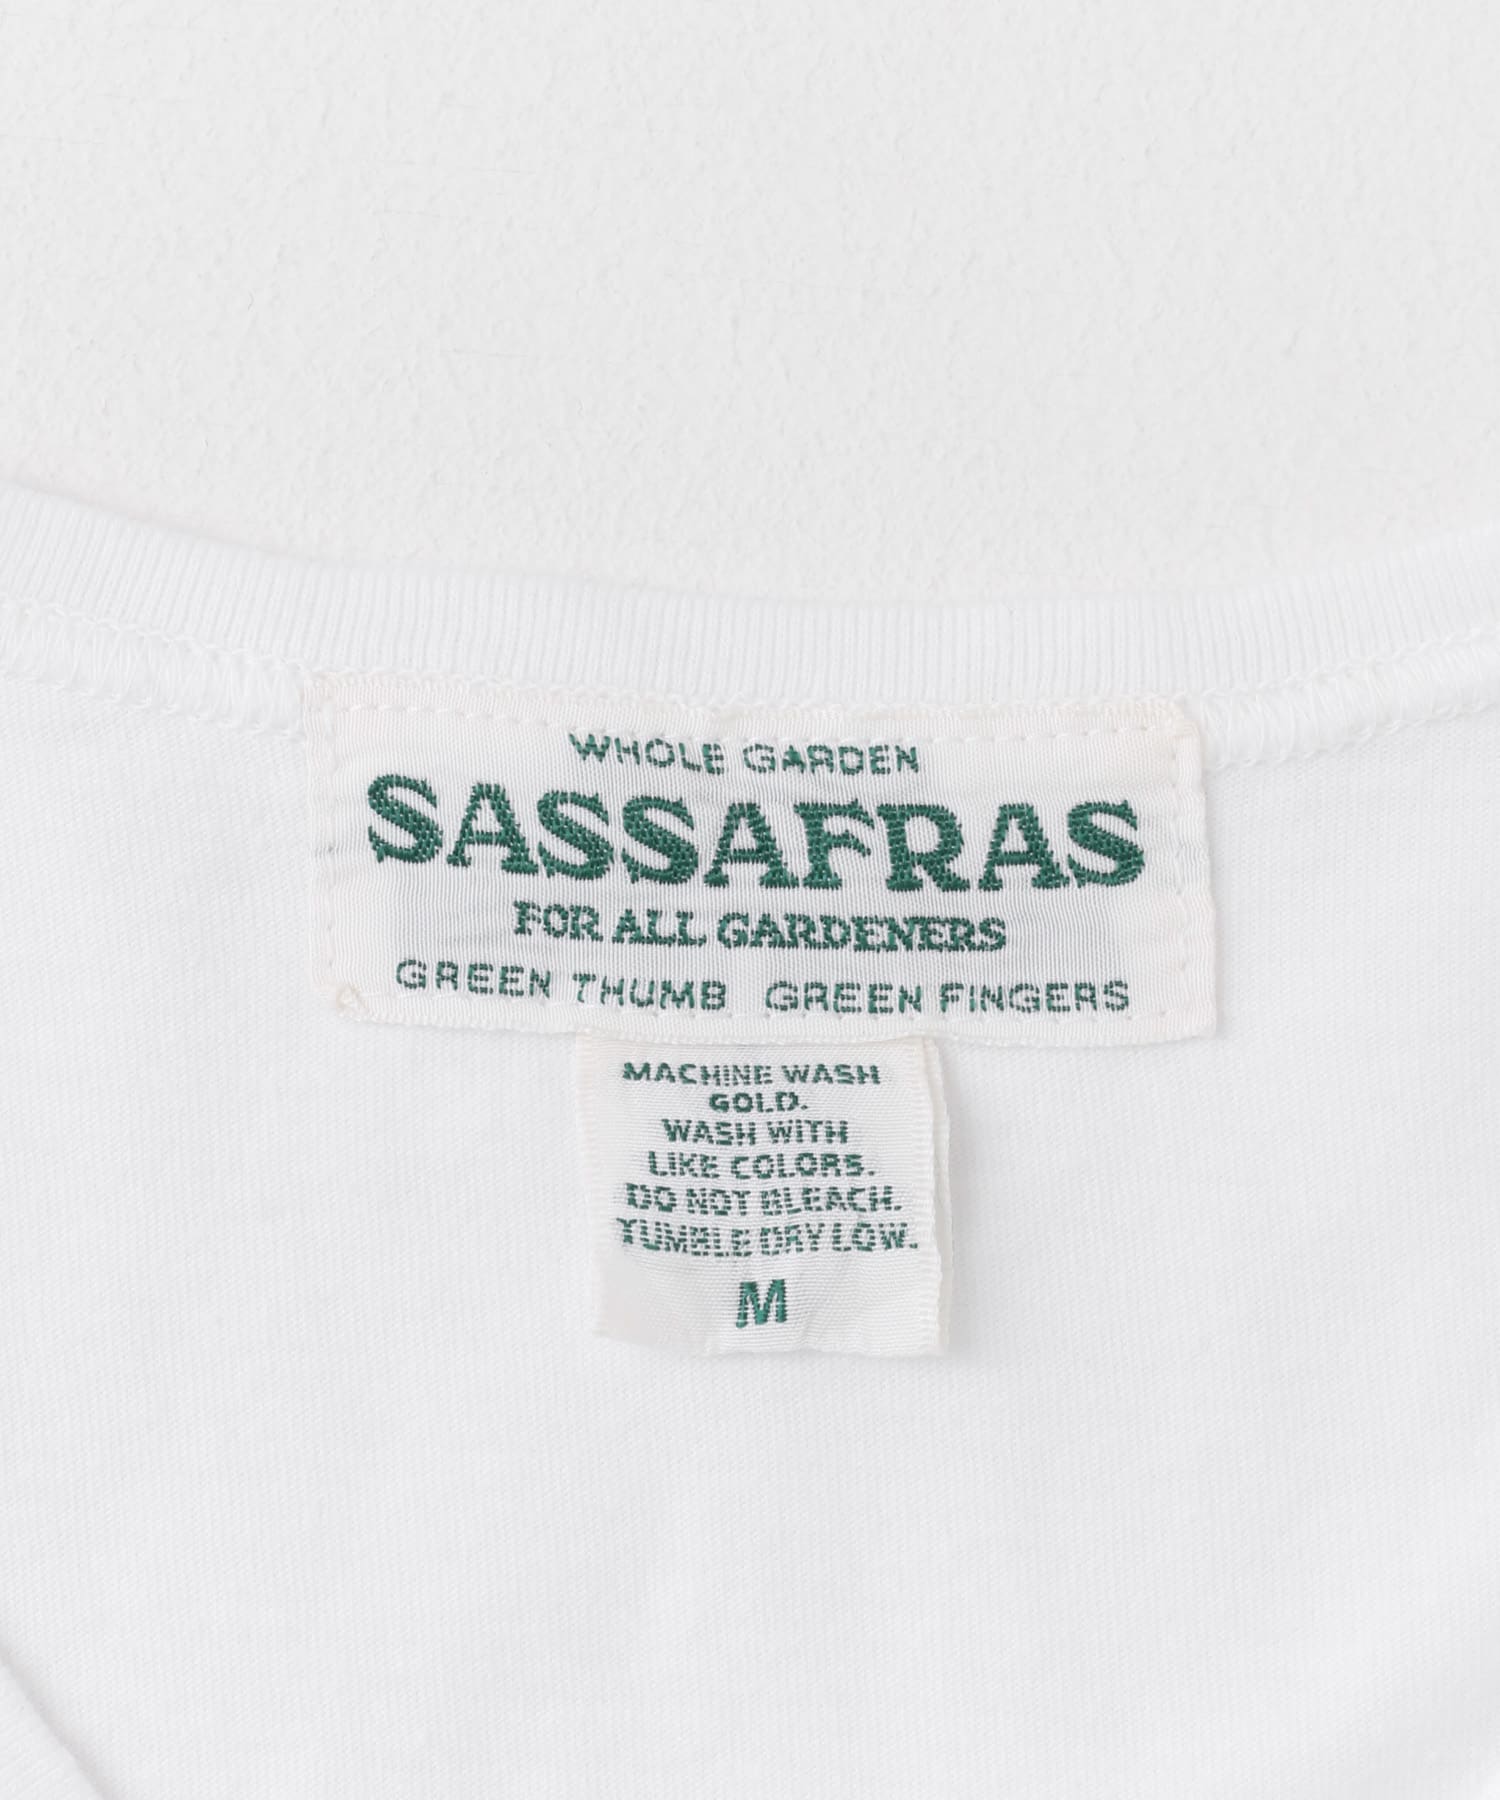 WHOLE GARDEN
SASSAFRAS
FOR ALL GARDENERS
GREEN THUMB GREEN FINGERS
MACHINE WASH
GOLD.
WASH WITH
LIKE COLORS.
DO NOT BLEACH.
TUMBLE DRY LOW.
M